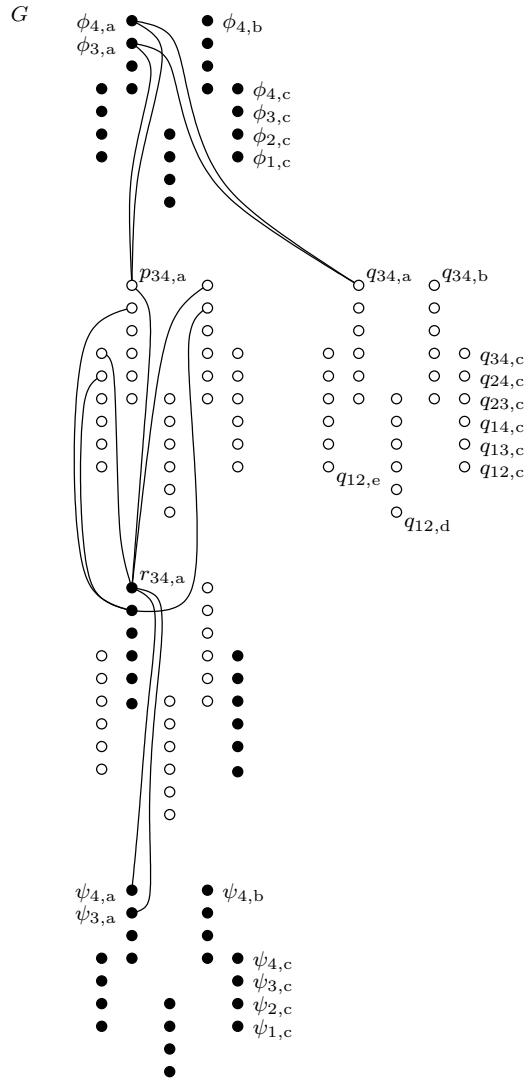 G
ϕ4,a ϕ4,b
ϕ3,a
ϕ4,c
ϕ3,c
ϕ2,c
ϕ1,c
p34,a q34,a q34,b
q34,c
q24,c
q23,c
q14,c
q13,c
q12,e q12,c
q12,d
r34,a
ψ4,a ψ4,b
ψ3,a
ψ4,c
ψ3,c
ψ2,c
ψ1,c